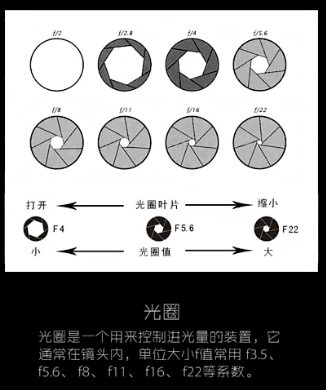 f/2 f/2.8 f/4 f/5.6
f/8 f/11 f/16 f/22
打开 光圈叶片 缩小
F4 F5.6 F22
小 光圈值 大
光圈
光圈是一个用来控制进光量的装置，它
通常在镜头内，单位大小f值常用 f3.5、
f5.6、f8、f11、f16、f22等系数。